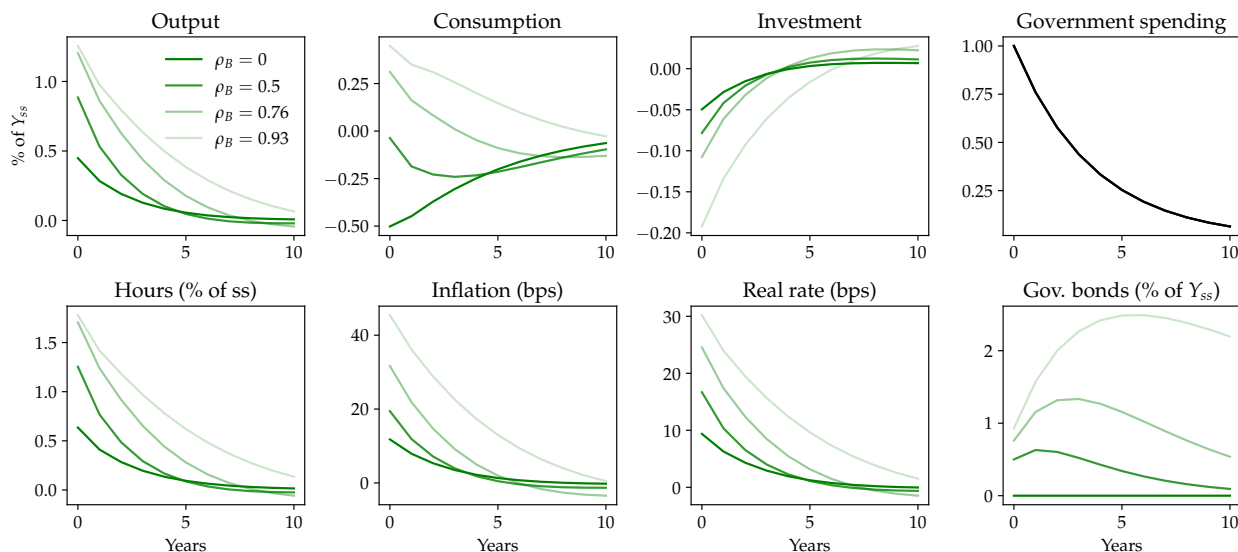 Output
Consumption
Investment
Government spending
% of Y_ss
1.0
0.5
0.0
ρ_B = 0
ρ_B = 0.5
ρ_B = 0.76
ρ_B = 0.93
0 5 10
0.25
0.00
−0.25
−0.50
0 5 10
0.00
−0.05
−0.10
−0.15
−0.20
0 5 10
1.00
0.75
0.50
0.25
0 5 10
Hours (% of ss)
Inflation (bps)
Real rate (bps)
Gov. bonds (% of Y_ss)
1.5
1.0
0.5
0.0
0 5 10
Years
40
20
0
0 5 10
Years
30
20
10
0
0 5 10
Years
2
1
0
0 5 10
Years